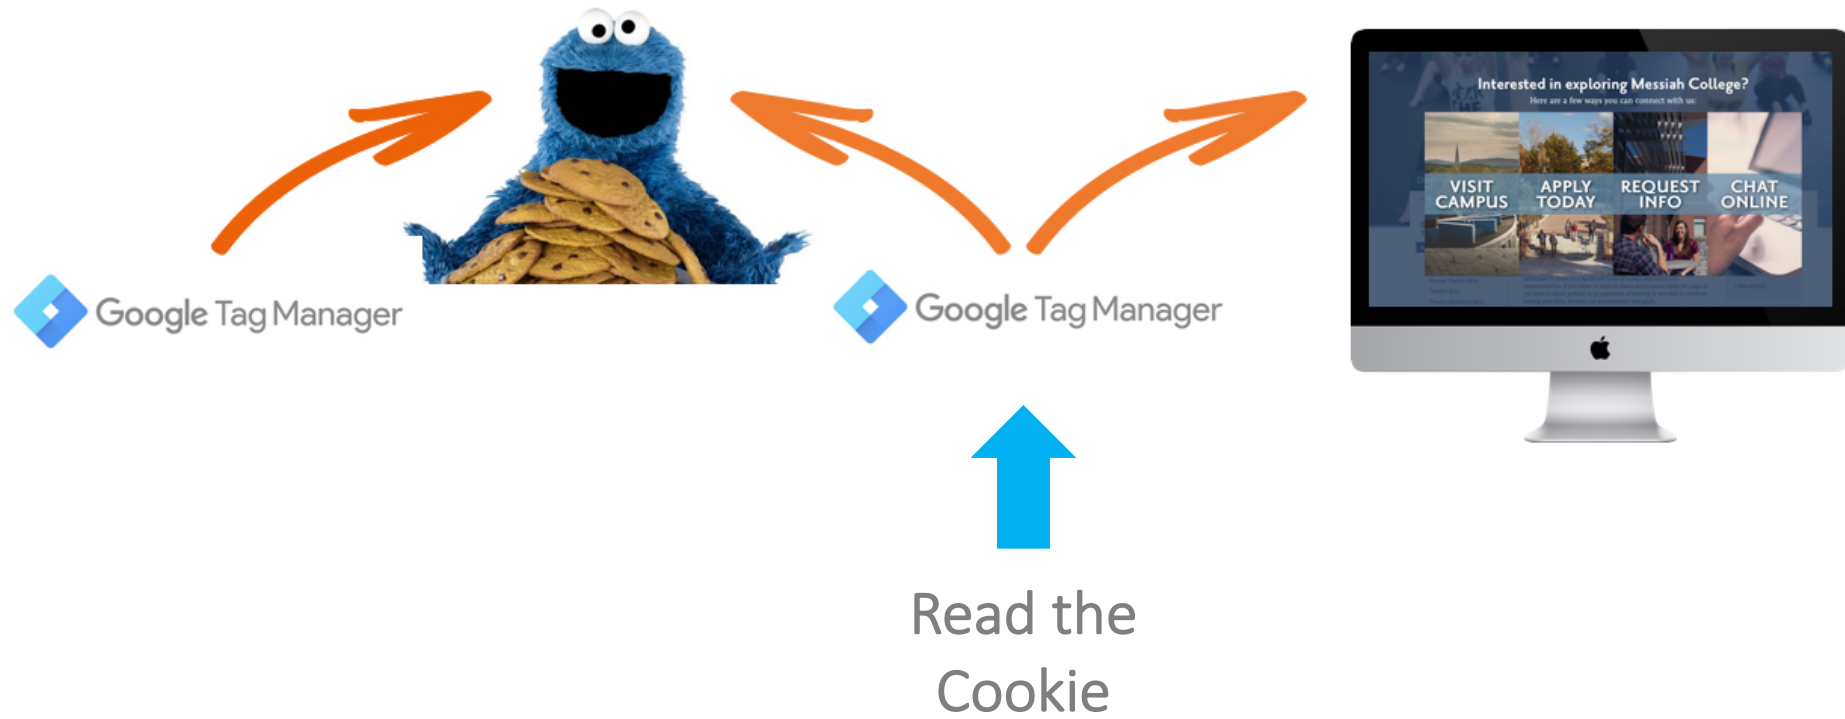 Interested in exploring Messiah College?
Here are a few ways you can connect with us:
VISIT CAMPUS
APPLY TODAY
REQUEST INFO
CHAT ONLINE
Google Tag Manager
Google Tag Manager
Read the
Cookie